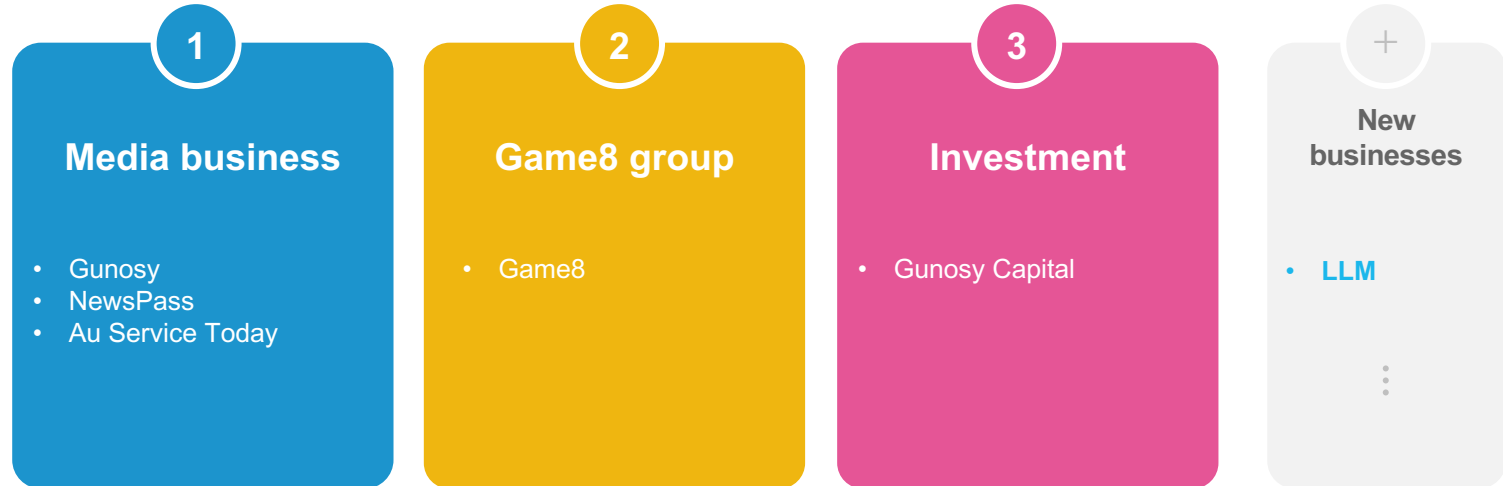 1
Media business
• Gunosy
• NewsPass
• Au Service Today
2
Game8 group
• Game8
3
Investment
• Gunosy Capital
+
New
businesses
• LLM
⋮